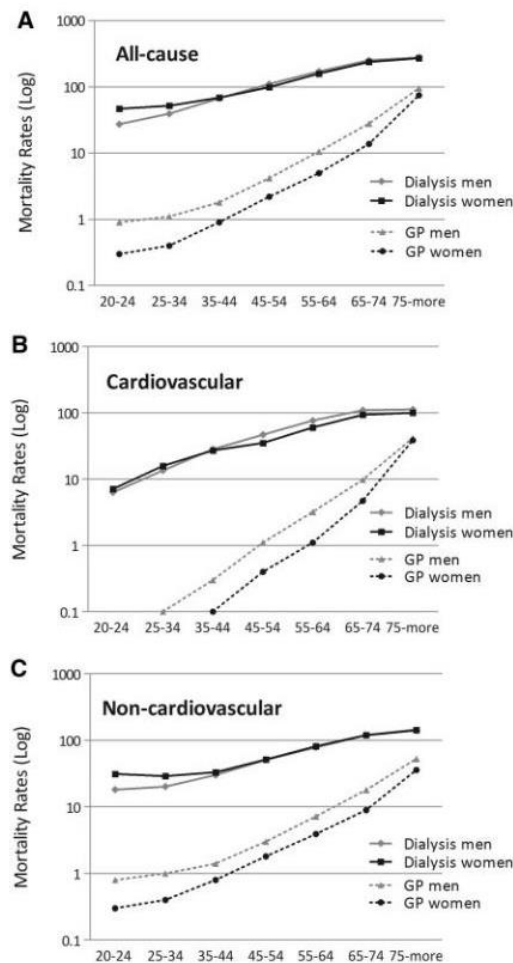 A
All-cause
Mortality Rates (Log)
1000
100
10
1
0.1
20-24 25-34 35-44 45-54 55-64 65-74 75-more
Dialysis men
Dialysis women
GP men
GP women
B
Cardiovascular
Mortality Rates (Log)
1000
100
10
1
0.1
20-24 25-34 35-44 45-54 55-64 65-74 75-more
Dialysis men
Dialysis women
GP men
GP women
C
Non-cardiovascular
Mortality Rates (Log)
1000
100
10
1
0.1
20-24 25-34 35-44 45-54 55-64 65-74 75-more
Dialysis men
Dialysis women
GP men
GP women